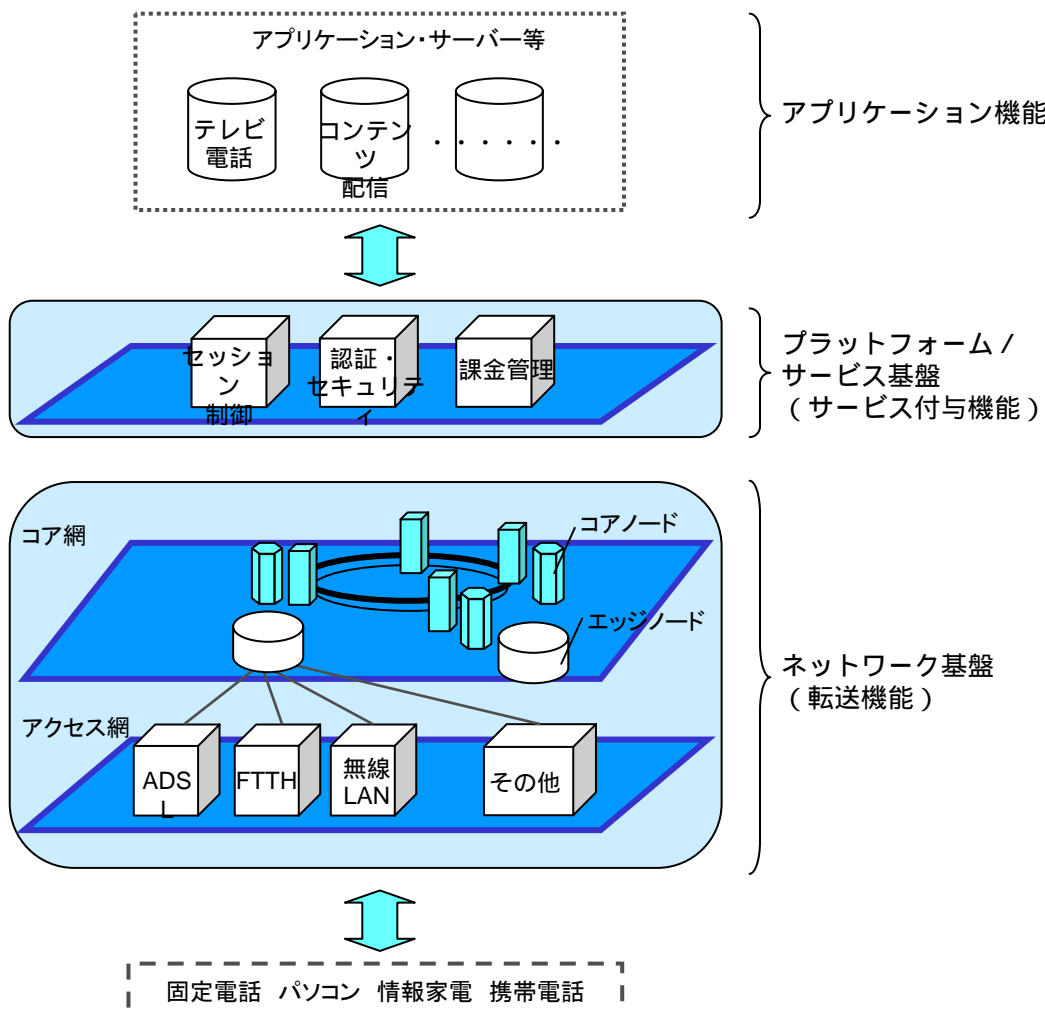 アプリケーション・サーバー等
テレビ
電話
コンテン
ツ
配信
・・・・・・
アプリケーション機能
セッショ
ン
制御
認証・
セキュリテ
ィ
課金管理
プラットフォーム /
サービス基盤
(サービス付与機能)
コア網
コアノード
エッジノード
ネットワーク基盤
(転送機能)
アクセス網
ADS
L
FTTH
無線
LAN
その他
固定電話 パソコン 情報家電 携帯電話